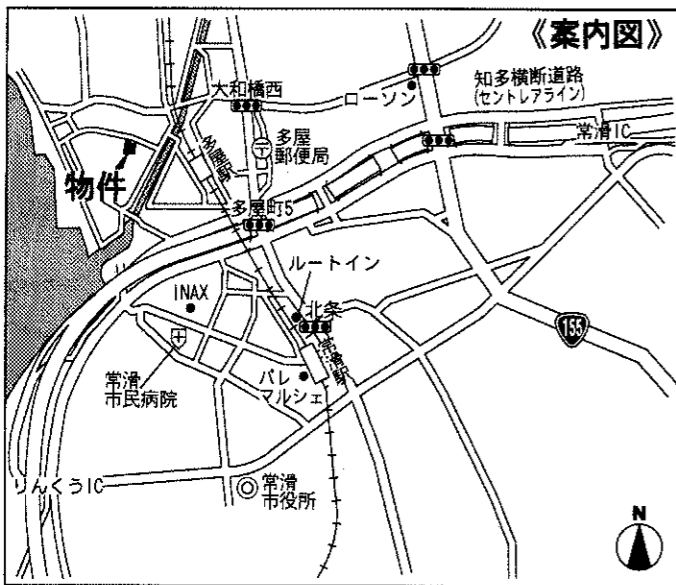 《案内図》
大和橋西
ローソン
知多横断道路
(セントレアライン)
多屋
郵便局
多屋駅
常滑IC
物件
多屋町5
ルートイン
INAX
北条
155
常滑駅
常滑
市民病院
パレ
マルシェ
りんくうIC
常滑
市役所
N